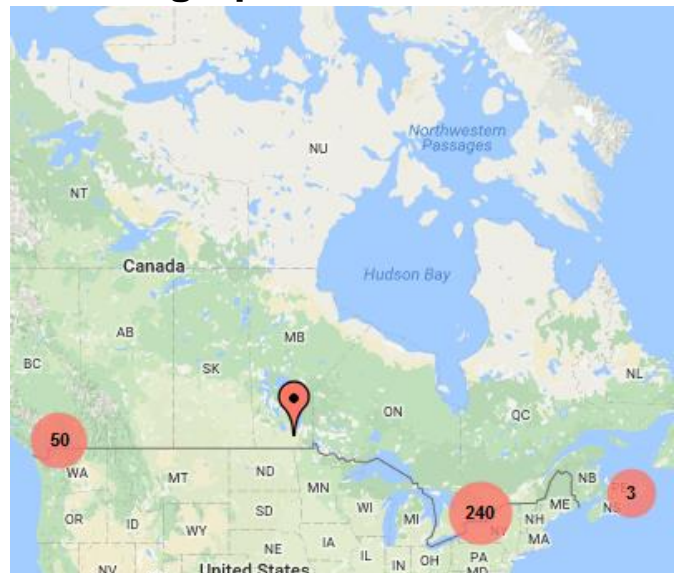 Northwestern
Passages
NU
NT
Canada
Hudson Bay
AB
MB
BC
SK
NL
ON
QC
50
WA
MT
ND
NB
3
MN
ME
NS
OR
ID
SD
WI
MI
240
NY
NH
WY
MA
NE
IA
IL
IN
OH
PA
NV
United States
MD